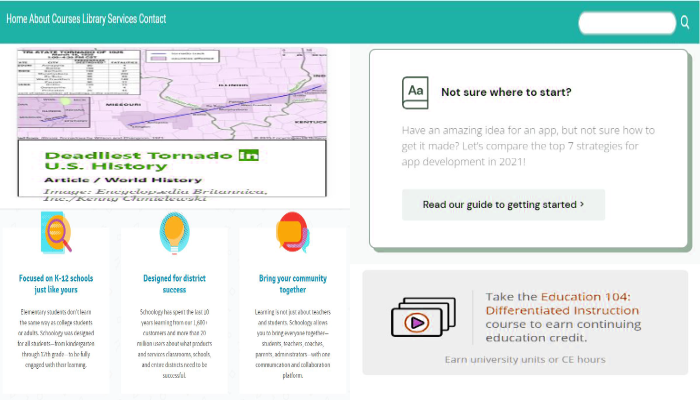 Home About Courses Library Services Contact
TRI STATE TORNADO OF 1925
ILLINOIS
MISSOURI
KENTUCKY
Deadliest Tornado in
U.S. History
Article / World History
Image: Encyclopædia Britannica,
Inc./Kenny Chmielewski
Focused on K-12 schools
just like yours
Elementary students don't learn
the same way as college students
or adults. Schoology was designed
for all students—from kindergarten
through 12th grade—to be fully
engaged with their learning.
Designed for district
success
Schoology has spent the last 10
years learning from our 1,600+
customers and more than 20
million users about what products
and services classrooms, schools,
and entire districts need to be
successful.
Bring your community
together
Learning is not just about teachers
and students. Schoology allows
you to bring everyone together—
students, teachers, coaches,
parents, administrators—with one
communication and collaboration
platform.
Aa
Not sure where to start?
Have an amazing idea for an app, but not sure how to
get it made? Let's compare the top 7 strategies for
app development in 2021!
Read our guide to getting started >
Take the Education 104:
Differentiated Instruction
course to earn continuing
education credit.
Earn university units or CE hours